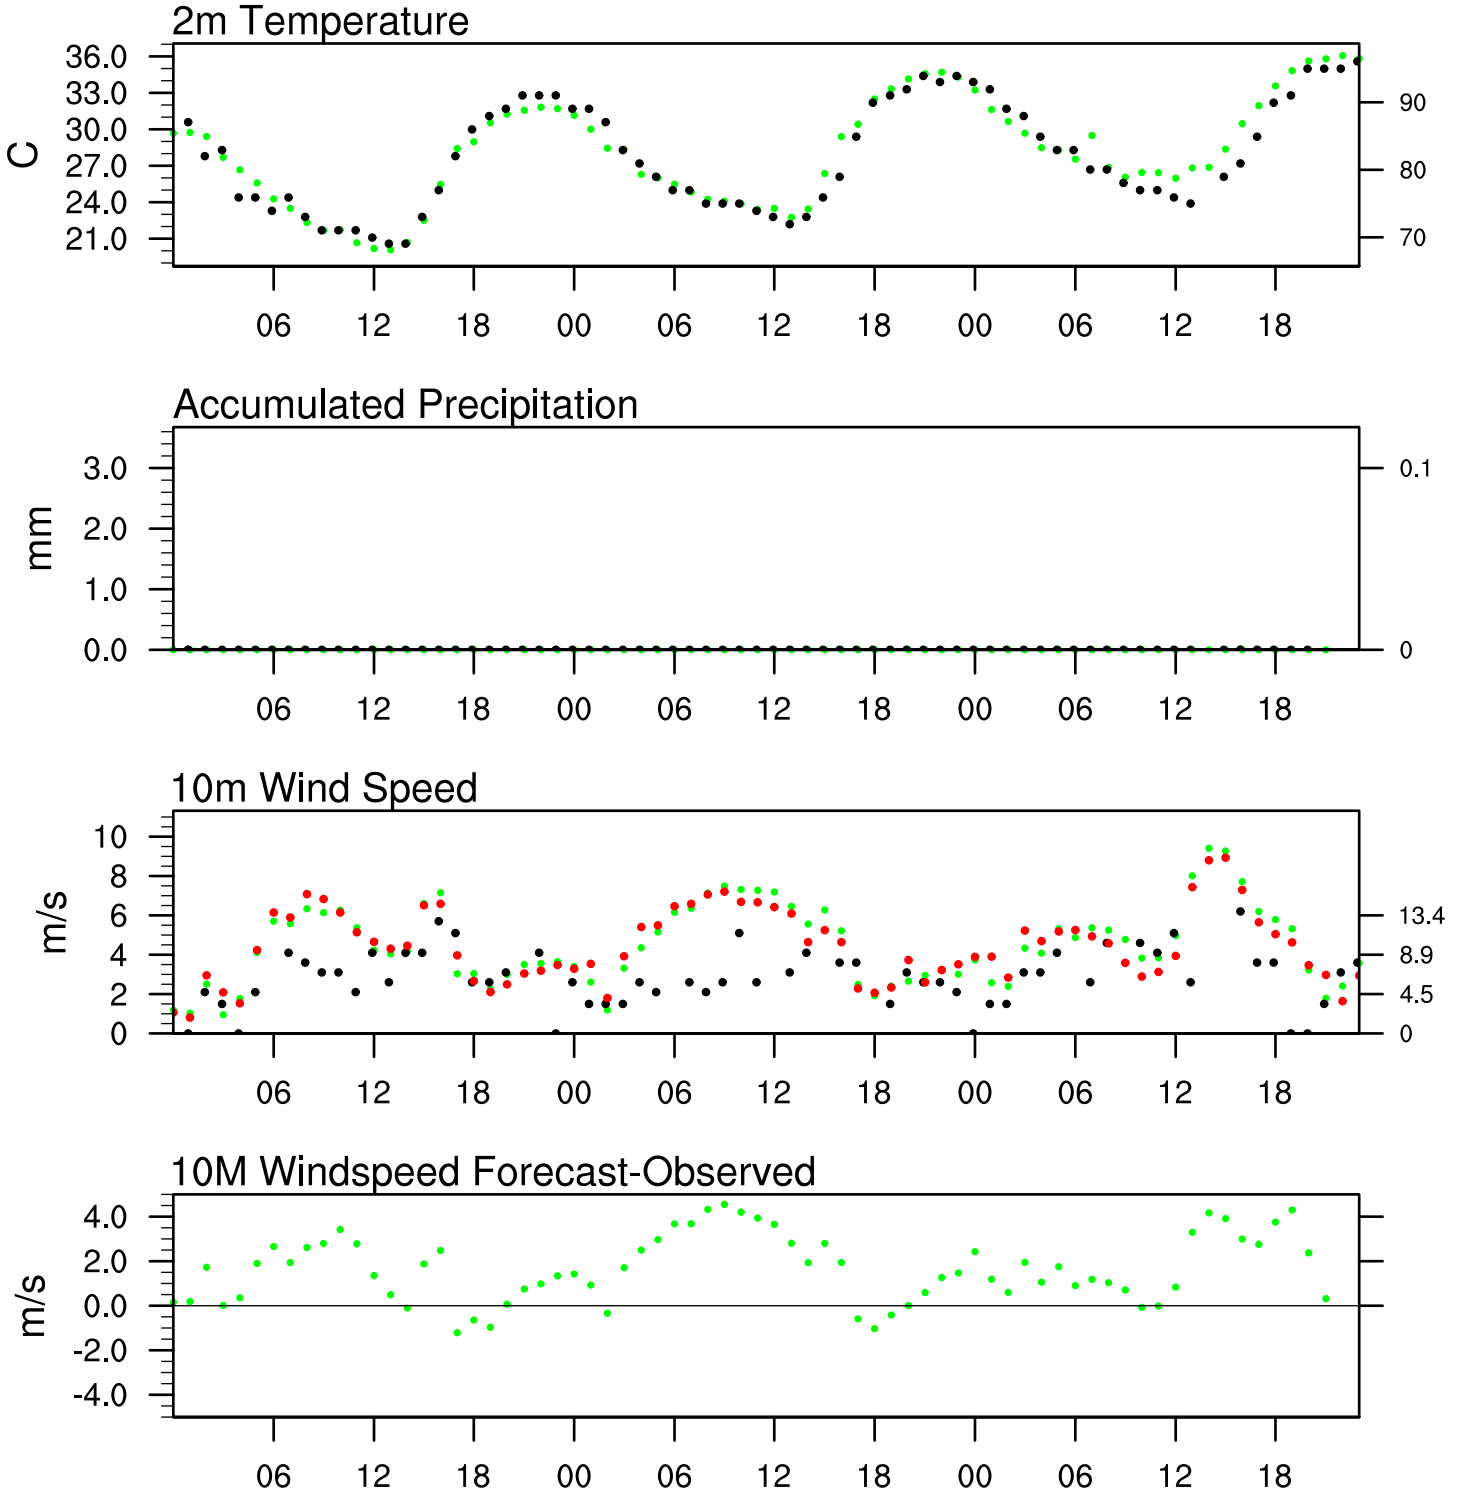 2m Temperature
36.0
33.0
30.0
27.0
24.0
21.0
C
90
80
70
06 12 18 00 06 12 18 00 06 12 18
Accumulated Precipitation
3.0
2.0
1.0
0.0
mm
0.1
0
06 12 18 00 06 12 18 00 06 12 18
10m Wind Speed
10
8
6
4
2
0
m/s
13.4
8.9
4.5
0
06 12 18 00 06 12 18 00 06 12 18
10M Windspeed Forecast-Observed
4.0
2.0
0.0
-2.0
-4.0
m/s
06 12 18 00 06 12 18 00 06 12 18